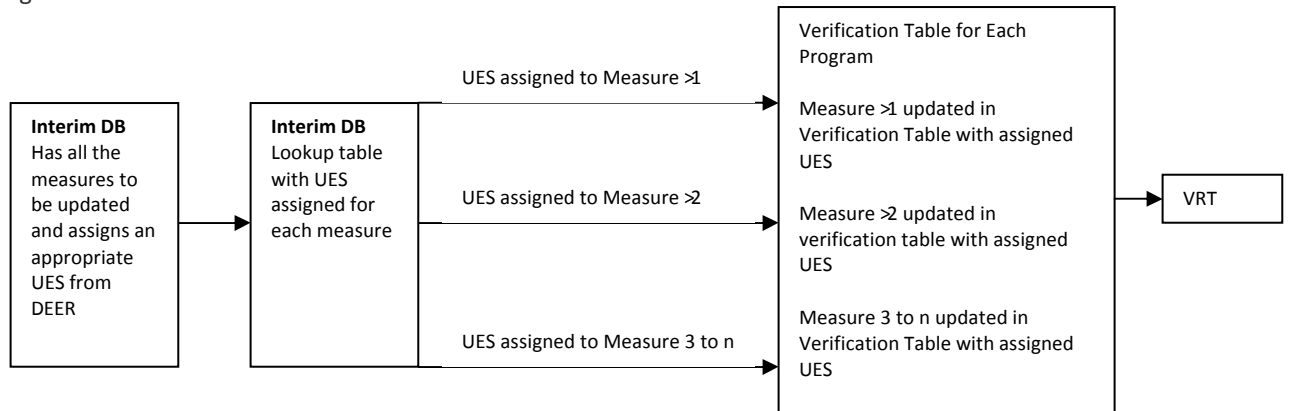 Interim DB
Has all the
measures to
be updated
and assigns an
appropriate
UES from
DEER
Interim DB
Lookup table
with UES
assigned for
each measure
UES assigned to Measure >1
UES assigned to Measure >2
UES assigned to Measure 3 to n
Verification Table for Each
Program
Measure >1 updated in
Verification Table with assigned
UES
Measure >2 updated in
verification table with assigned
UES
Measure 3 to n updated in
Verification Table with assigned
UES
VRT